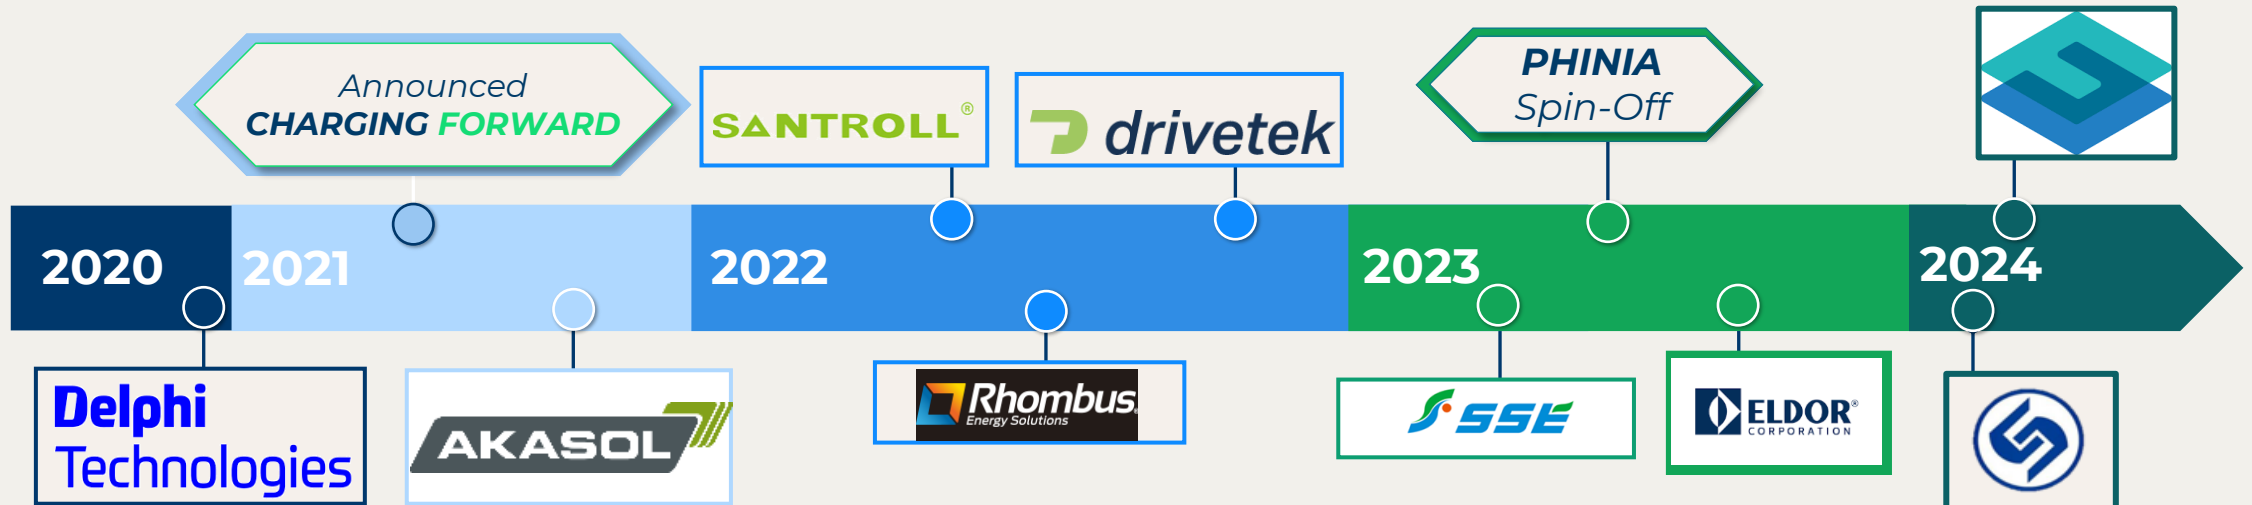 Announced
CHARGING FORWARD
SANTROLL®
drivetek
PHINIA
Spin-Off
2020
2021
2022
2023
2024
Delphi
Technologies
AKASOL
Rhombus
Energy Solutions
SSE
ELDOR®
CORPORATION